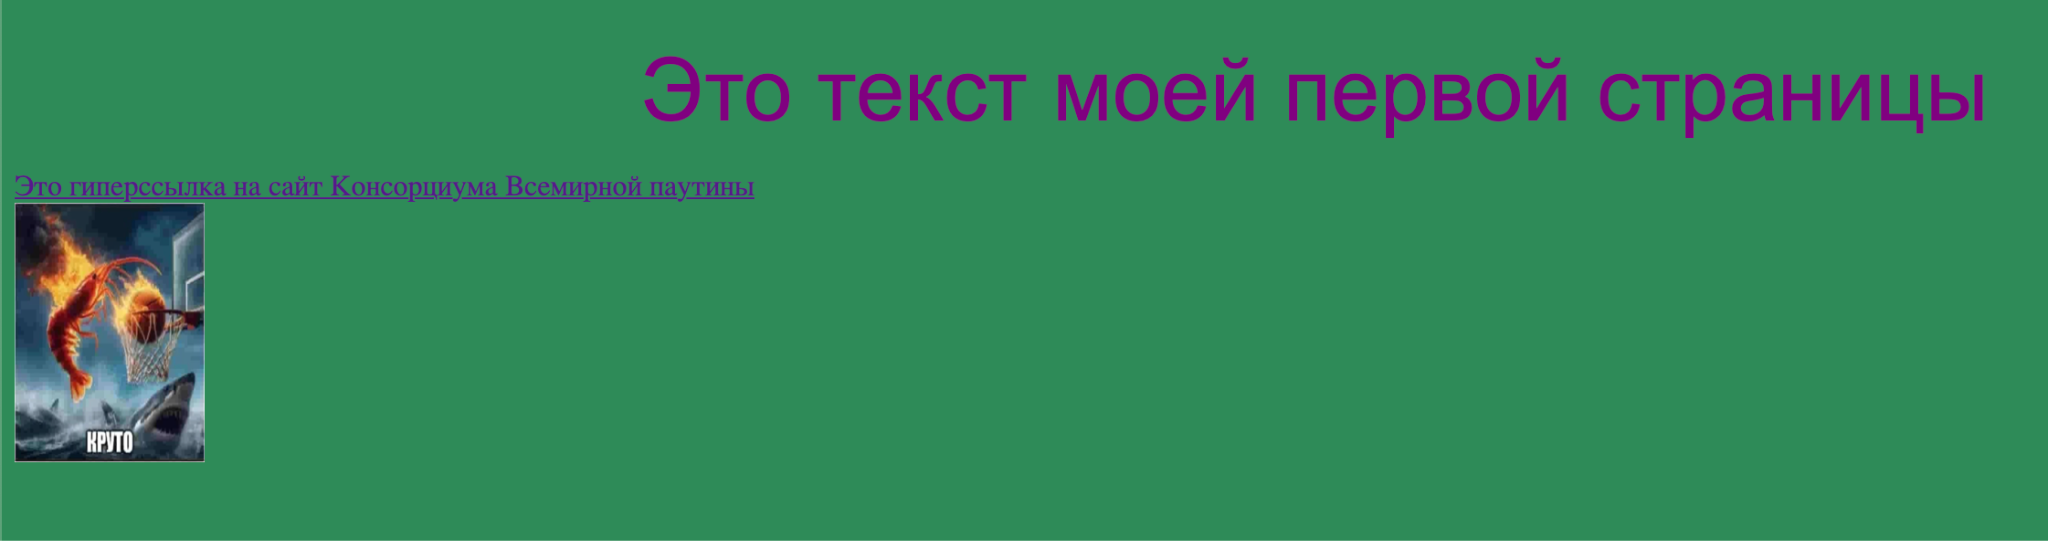 Это текст моей первой страницы
Это гиперссылка на сайт Консорциума Всемирной паутины
КРУТО